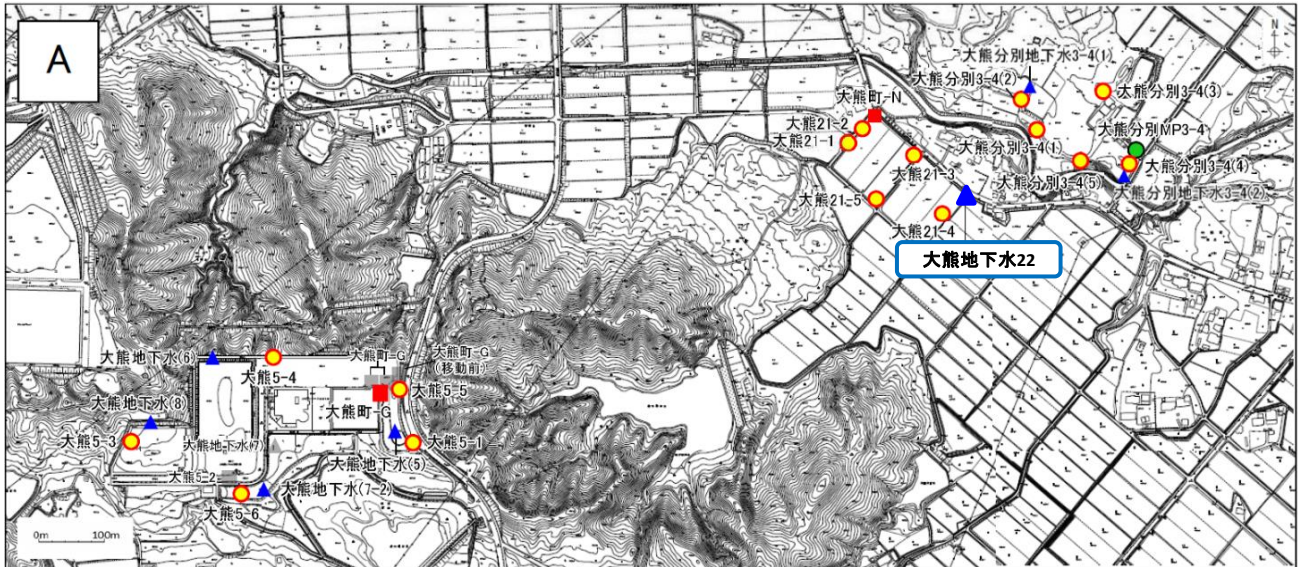 A
N
大熊分別地下水3-4(1)
大熊分別3-4(2)
大熊分別3-4(3)
大熊町-N
大熊21-2
大熊21-1
大熊分別MP3-4
大熊分別3-4(1)
大熊分別3-4(4)
大熊21-3
大熊分別3-4(5)
大熊分別地下水3-4(2)
大熊21-5
大熊21-4
大熊地下水22
大熊地下水(6)
大熊5-4
大熊町-G
大熊町-G
(移動前)
大熊5-5
大熊町-G
大熊地下水(8)
大熊5-3
大熊地下水(7)
大熊5-1
大熊地下水(5)
大熊5-2
大熊地下水(7-2)
大熊5-6
0m 100m